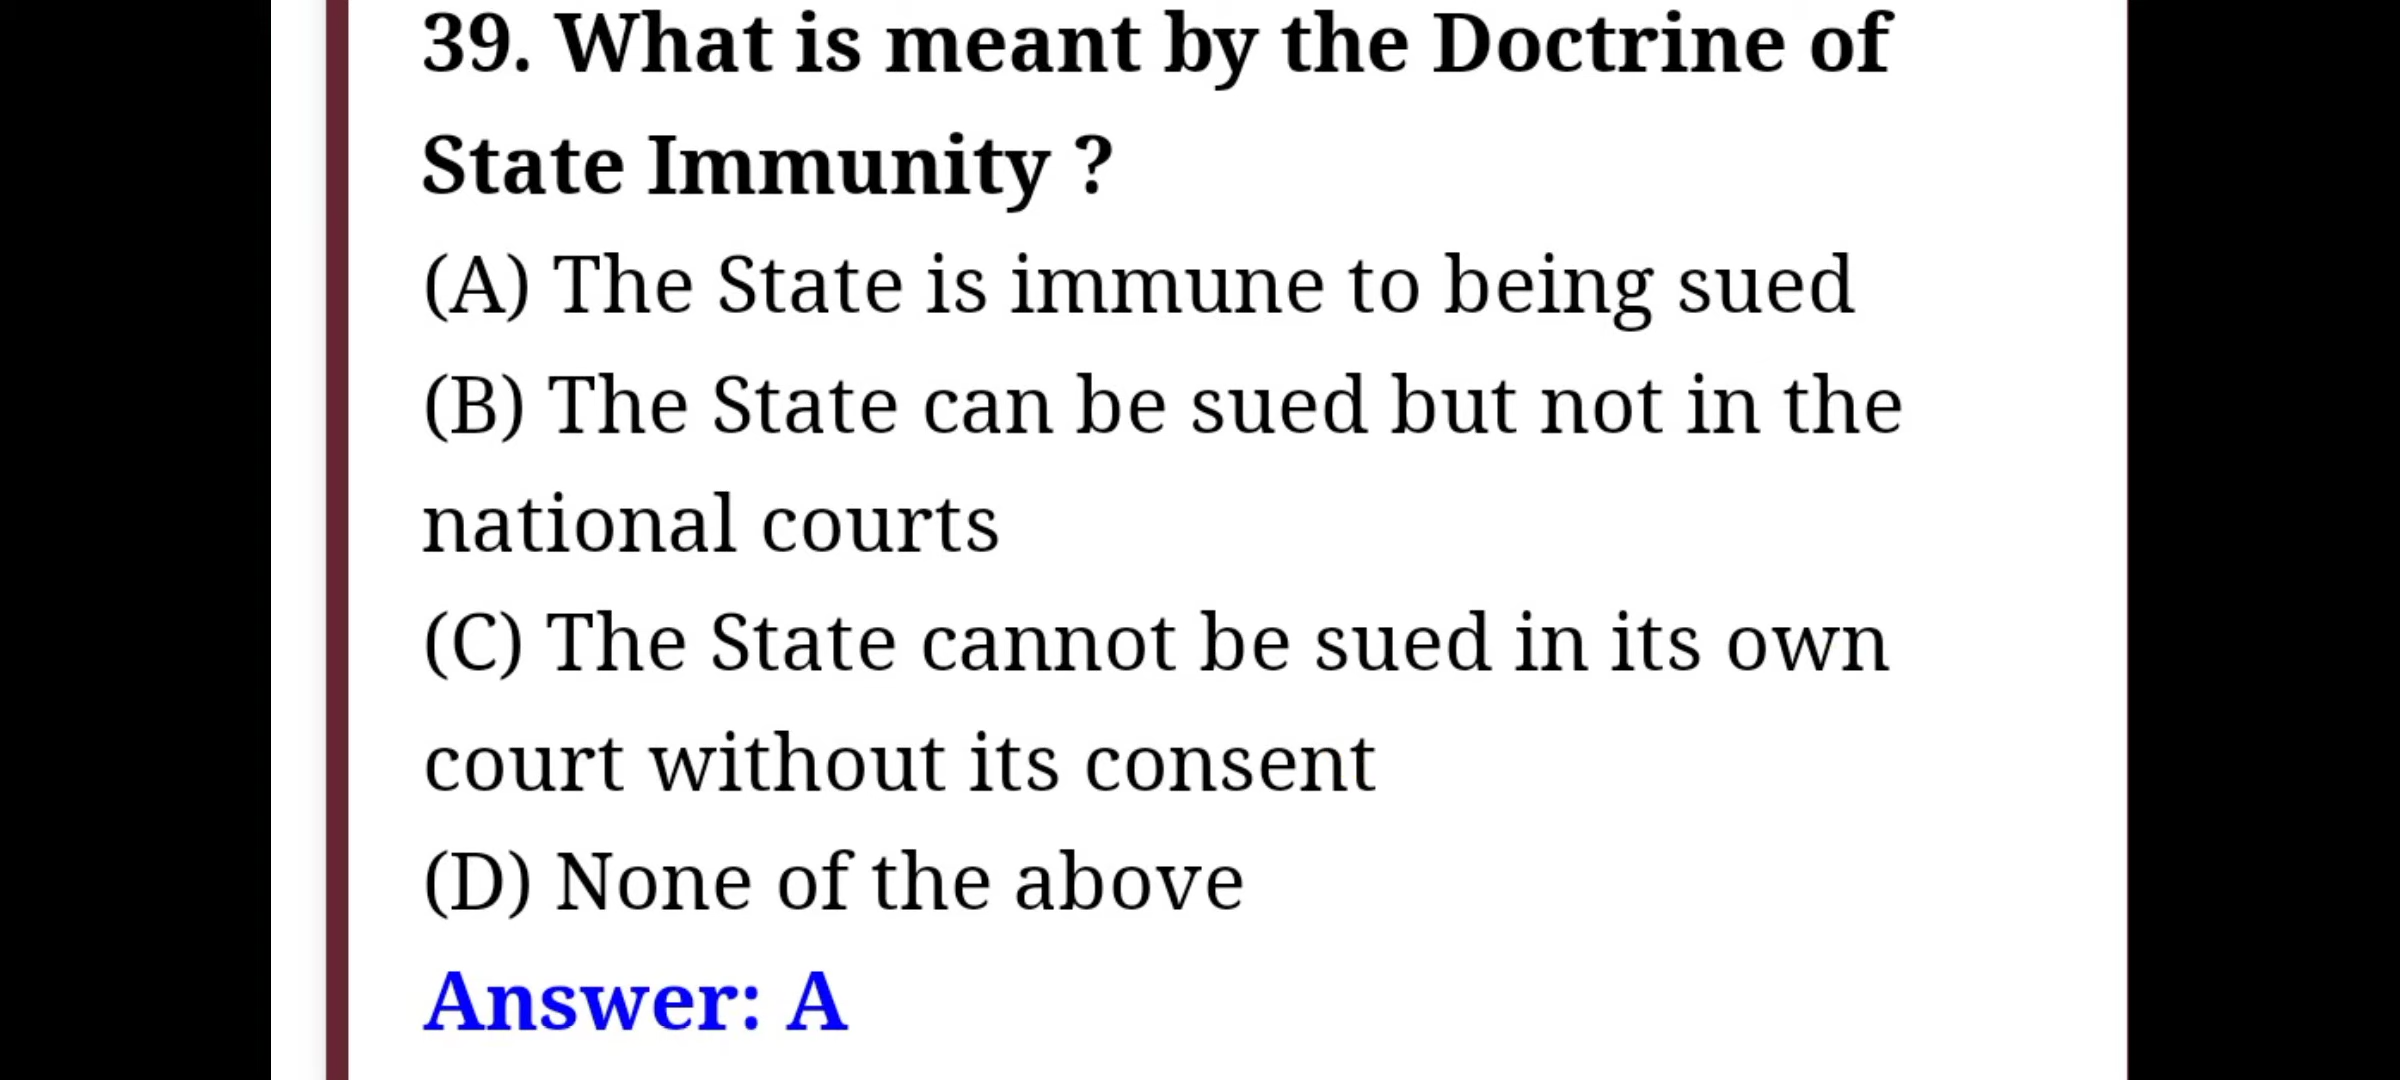 39. What is meant by the Doctrine of
State Immunity ?
(A) The State is immune to being sued
(B) The State can be sued but not in the
national courts
(C) The State cannot be sued in its own
court without its consent
(D) None of the above
Answer: A